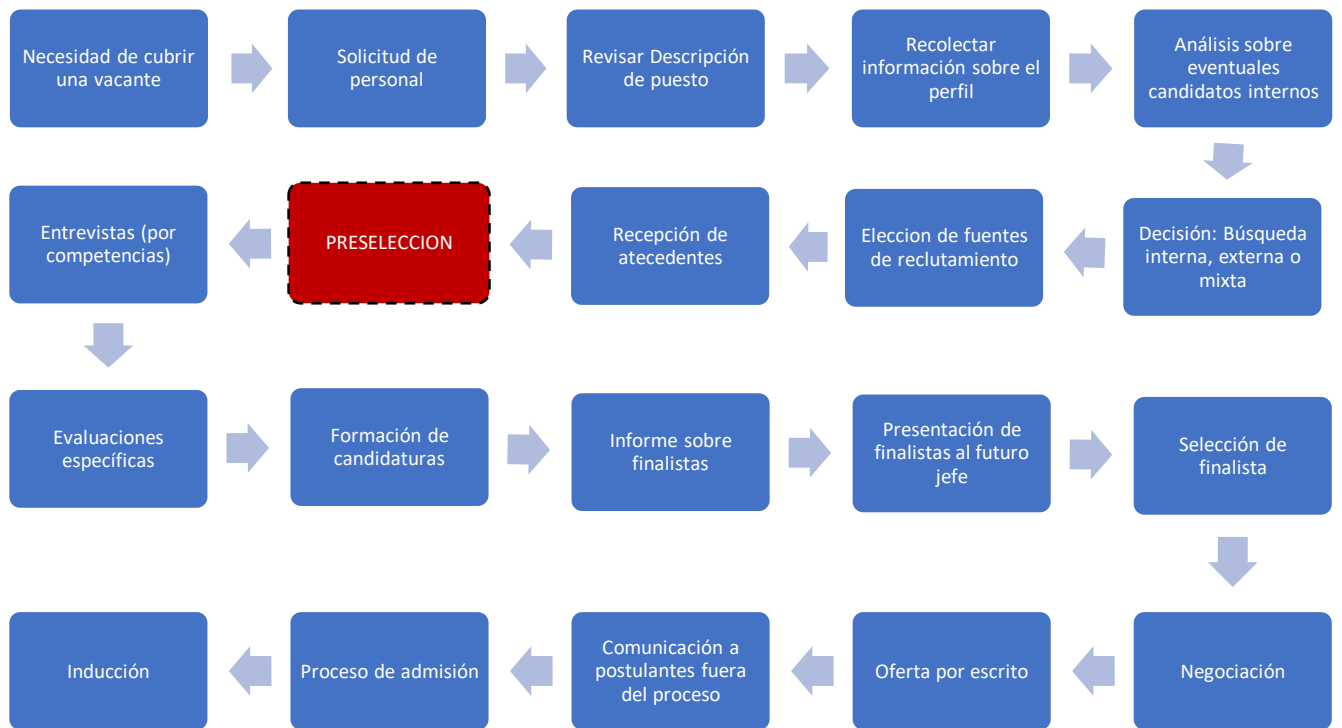 Necesidad de cubrir
una vacante
Solicitud de
personal
Revisar Descripción
de puesto
Recolectar
información sobre el
perfil
Análisis sobre
eventuales
candidatos internos
Decisión: Búsqueda
interna, externa o
mixta
Eleccion de fuentes
de reclutamiento
Recepción de
atecedentes
PRESELECCION
Entrevistas (por
competencias)
Evaluaciones
específicas
Formación de
candidaturas
Informe sobre
finalistas
Presentación de
finalistas al futuro
jefe
Selección de
finalista
Negociación
Oferta por escrito
Comunicación a
postulantes fuera
del proceso
Proceso de admisión
Inducción